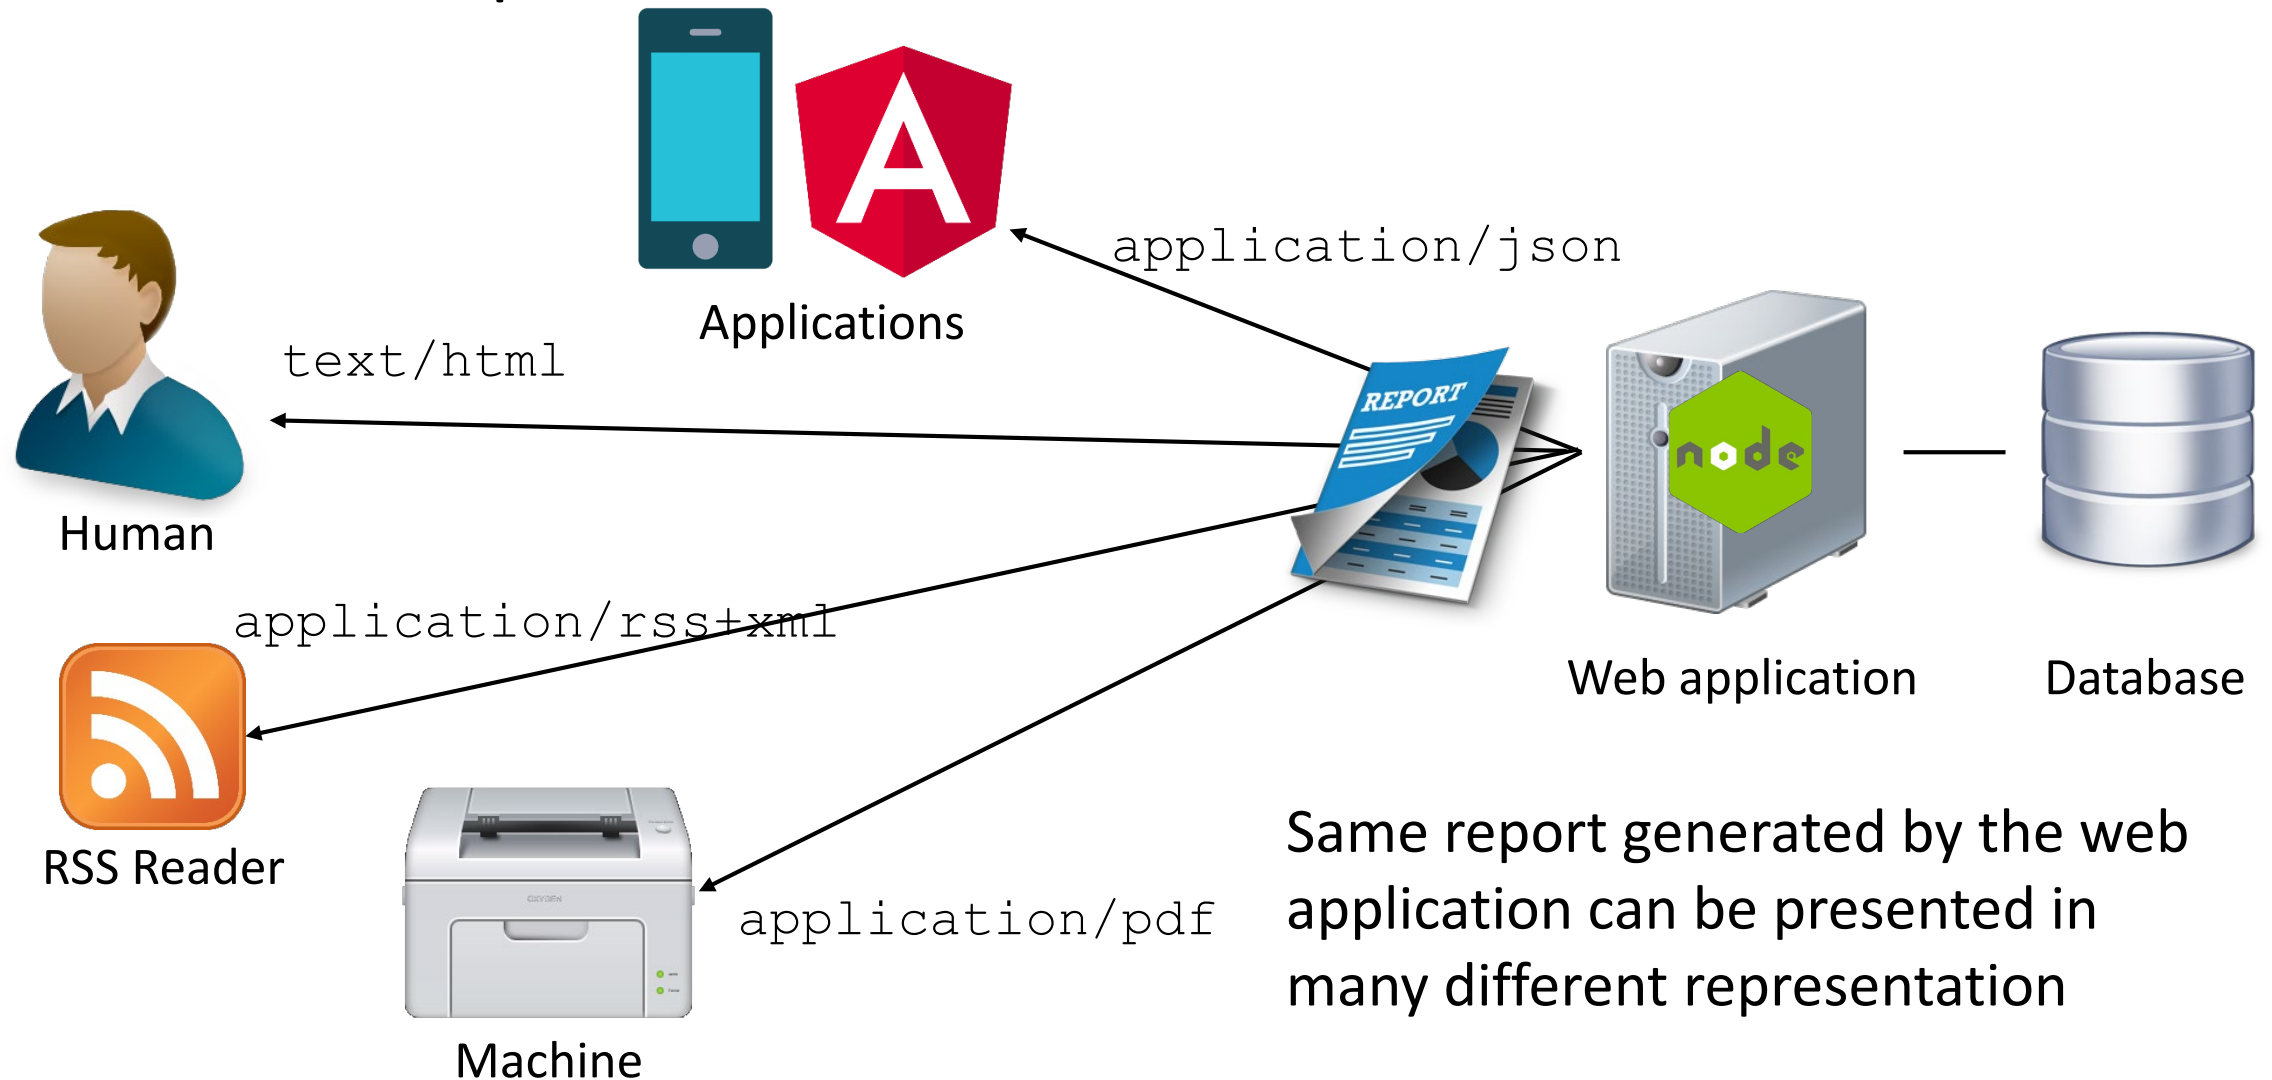 application/json
Applications
text/html
REPORT
node
Human
application/rss+xml
Web application
Database
RSS Reader
OXYGEN
application/pdf
Same report generated by the web
application can be presented in
many different representation
Machine